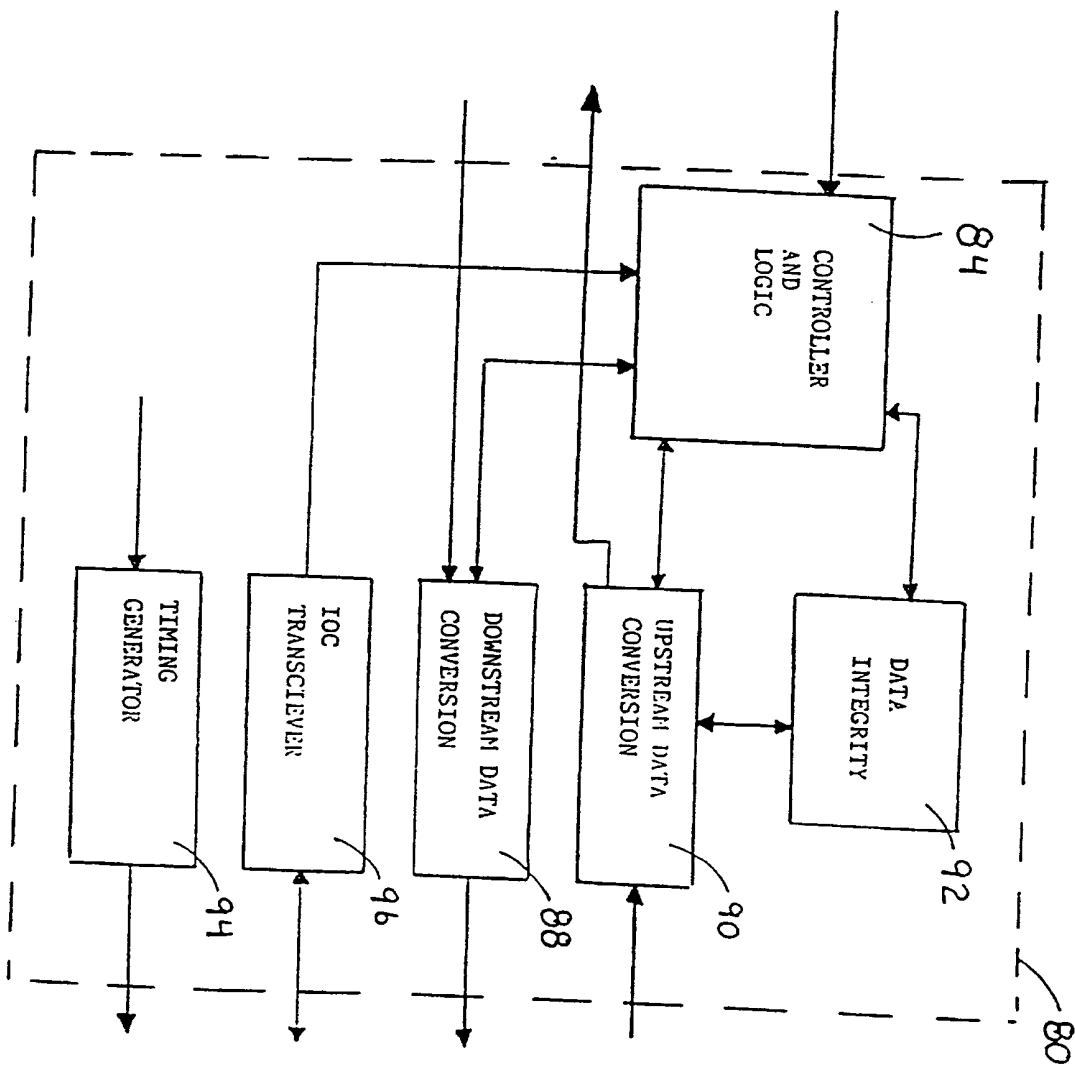 80
84
CONTROLLER
AND
LOGIC
DATA
INTEGRITY
92
UPSTREAM DATA
CONVERSION
90
DOWNSTREAM DATA
CONVERSION
88
IOC
TRANSCIEVER
96
TIMING
GENERATOR
94